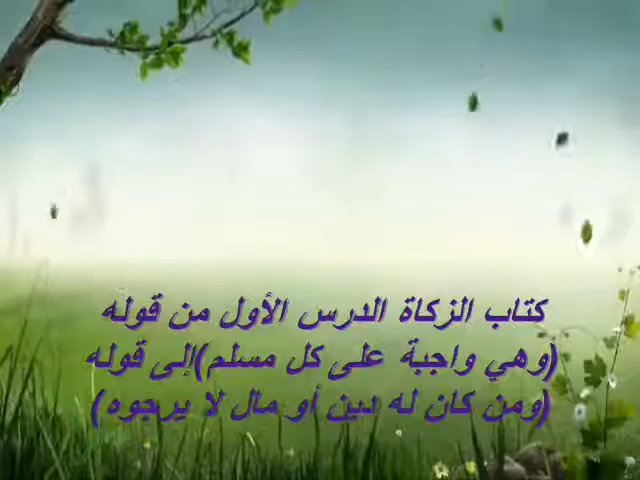 كتاب الزكاة الدرس الأول من قوله
(وهي واجبة على كل مسلم)إلى قوله
(ومن كان له دين أو مال لا يرجوه)